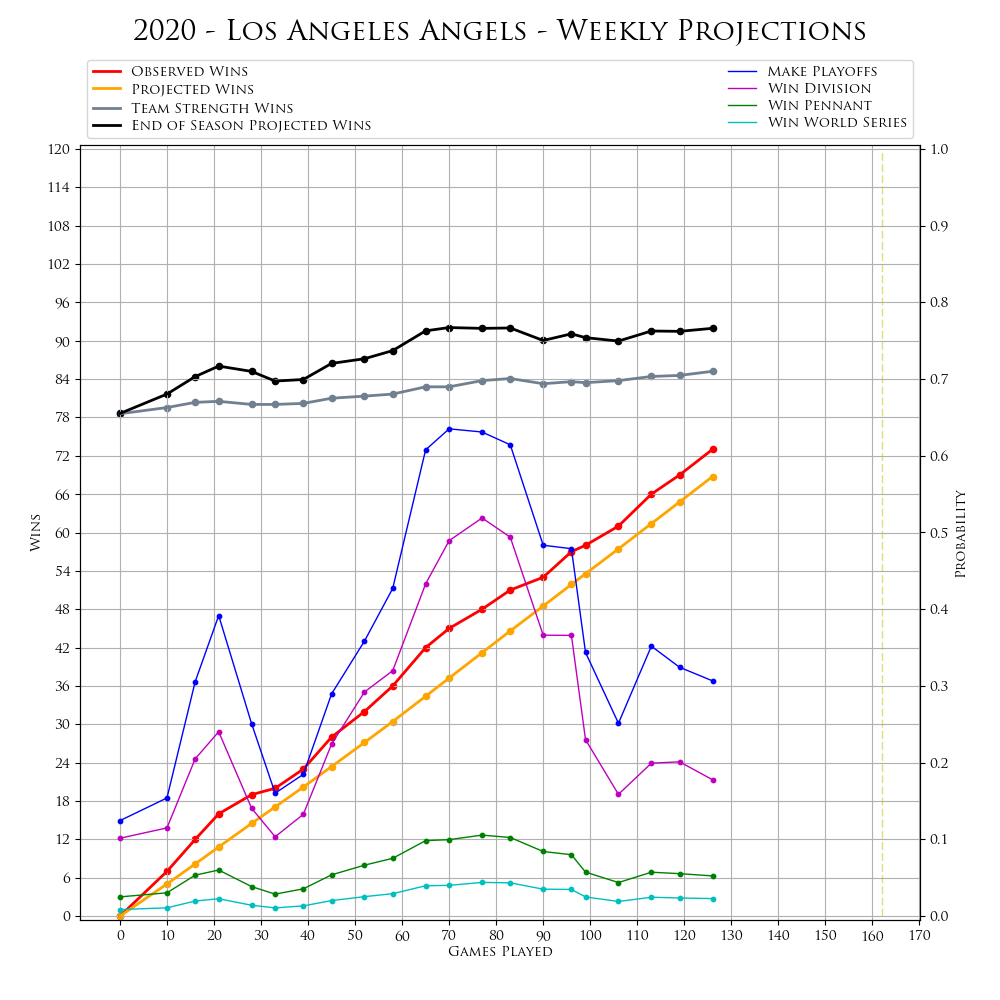 2020 - Los Angeles Angels - Weekly Projections
Observed Wins
Projected Wins
Team Strength Wins
End of Season Projected Wins
Make Playoffs
Win Division
Win Pennant
Win World Series
120
114
108
102
96
90
84
78
72
66
60
54
48
42
36
30
24
18
12
6
0
Wins
1.0
0.9
0.8
0.7
0.6
0.5
0.4
0.3
0.2
0.1
0.0
Probability
0 10 20 30 40 50 60 70 80 90 100 110 120 130 140 150 160 170
Games Played